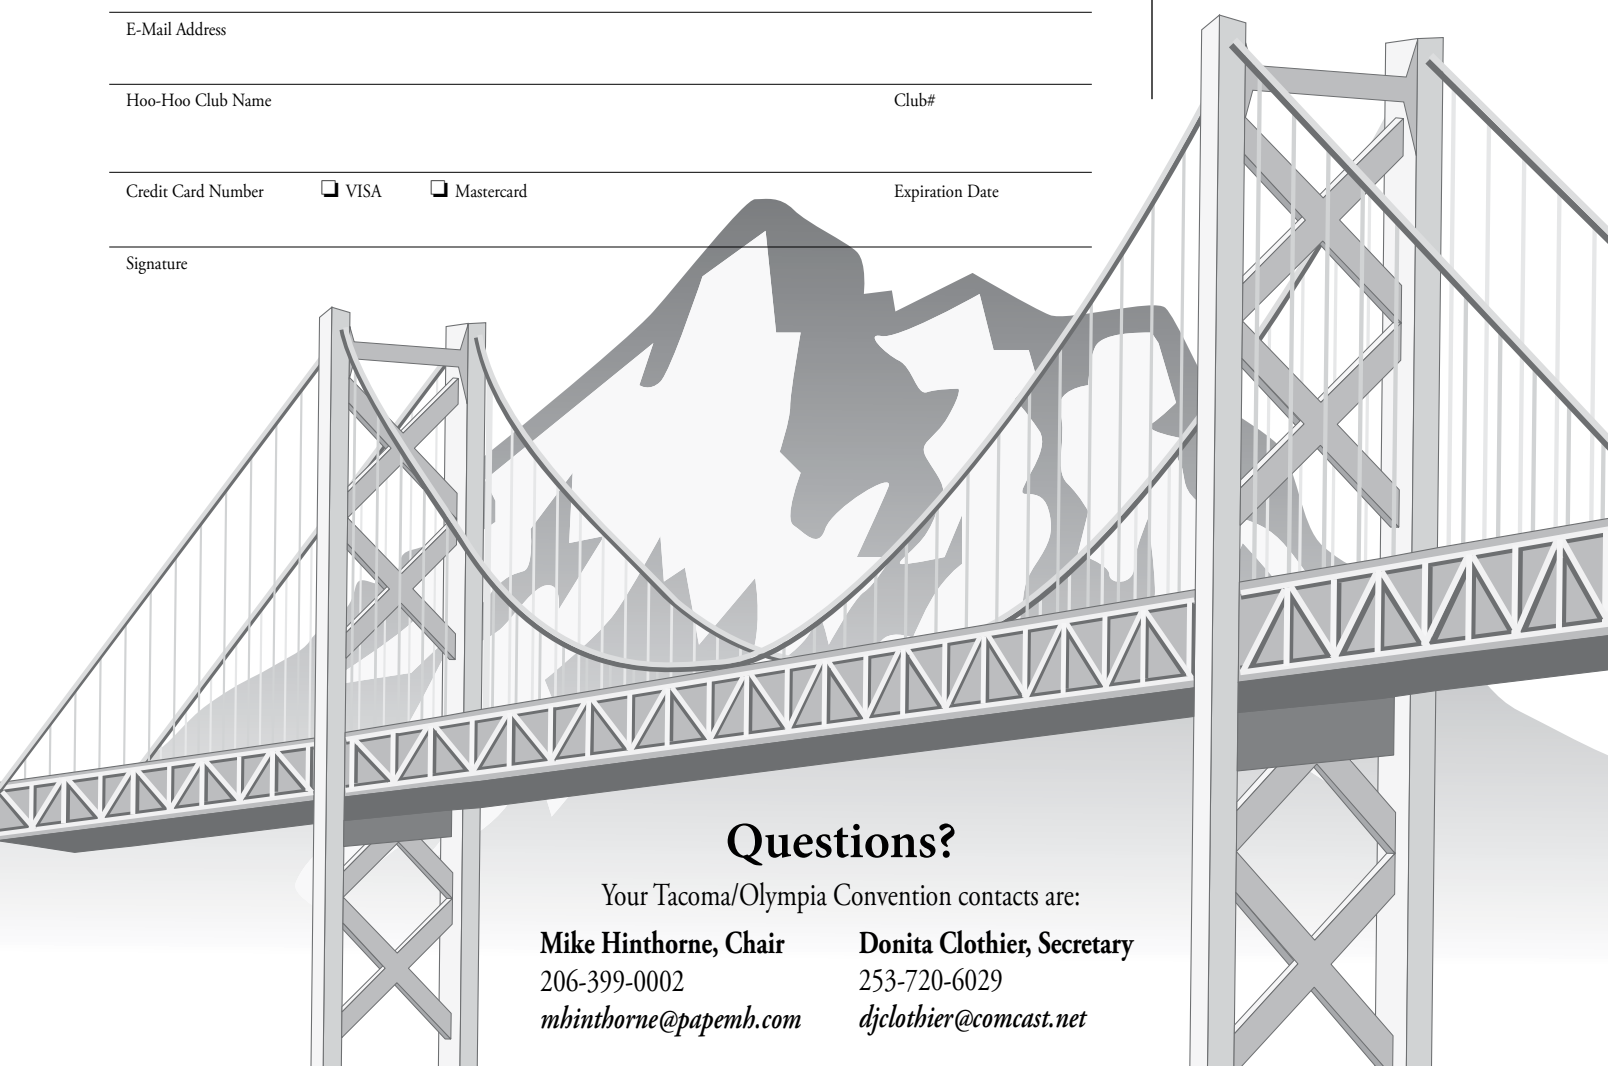 E-Mail Address
Hoo-Hoo Club Name Club#
Credit Card Number ❏ VISA ❏ Mastercard Expiration Date
Signature
Questions?
Your Tacoma/Olympia Convention contacts are:
Mike Hinthorne, Chair
206-399-0002
mhinthorne@papemh.com
Donita Clothier, Secretary
253-720-6029
djclothier@comcast.net